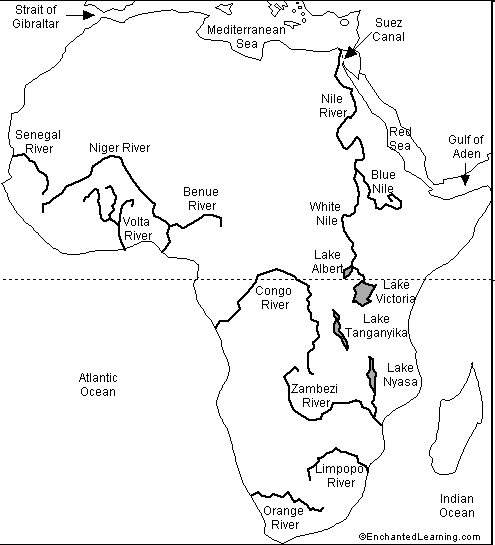 Strait of
Gibraltar
Mediterranean
Sea
Suez
Canal
Nile
River
Red
Sea
Gulf of
Aden
Senegal
River
Niger River
Benue
River
Blue
Nile
Volta
River
White
Nile
Lake
Albert
Lake
Victoria
Congo
River
Lake
Tanganyika
Lake
Nyasa
Atlantic
Ocean
Zambezi
River
Limpopo
River
Orange
River
Indian
Ocean
©EnchantedLearning.com